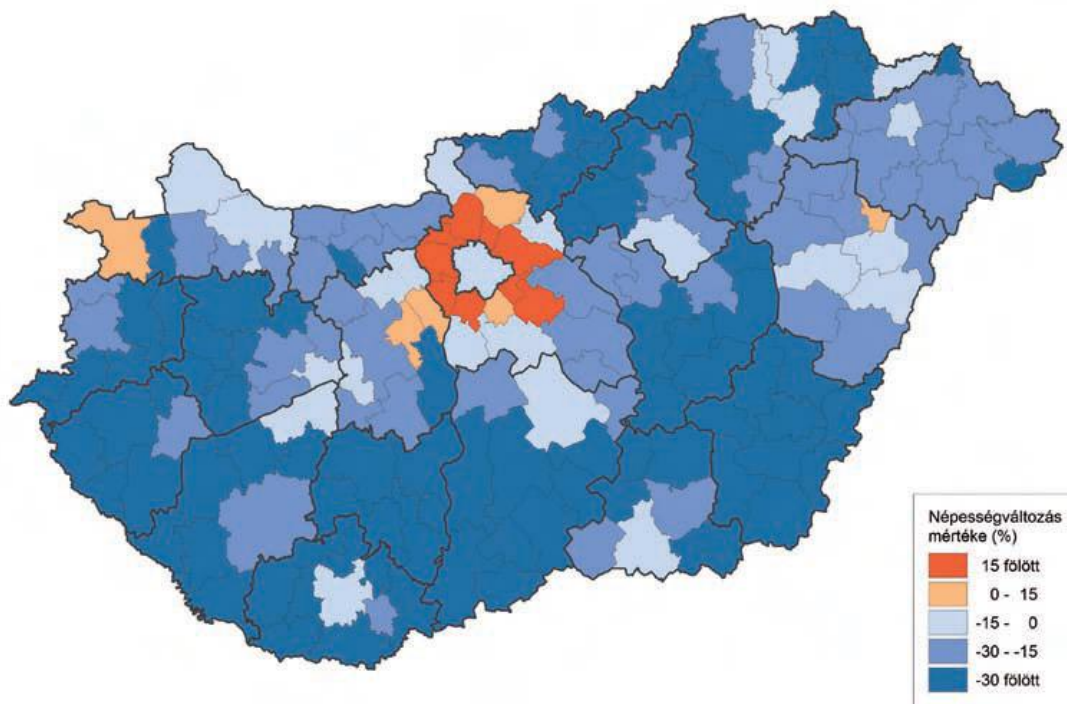 Népességváltozás
mértéke (%)
15 fölött
0 - 15
-15 - 0
-30 - -15
-30 fölött